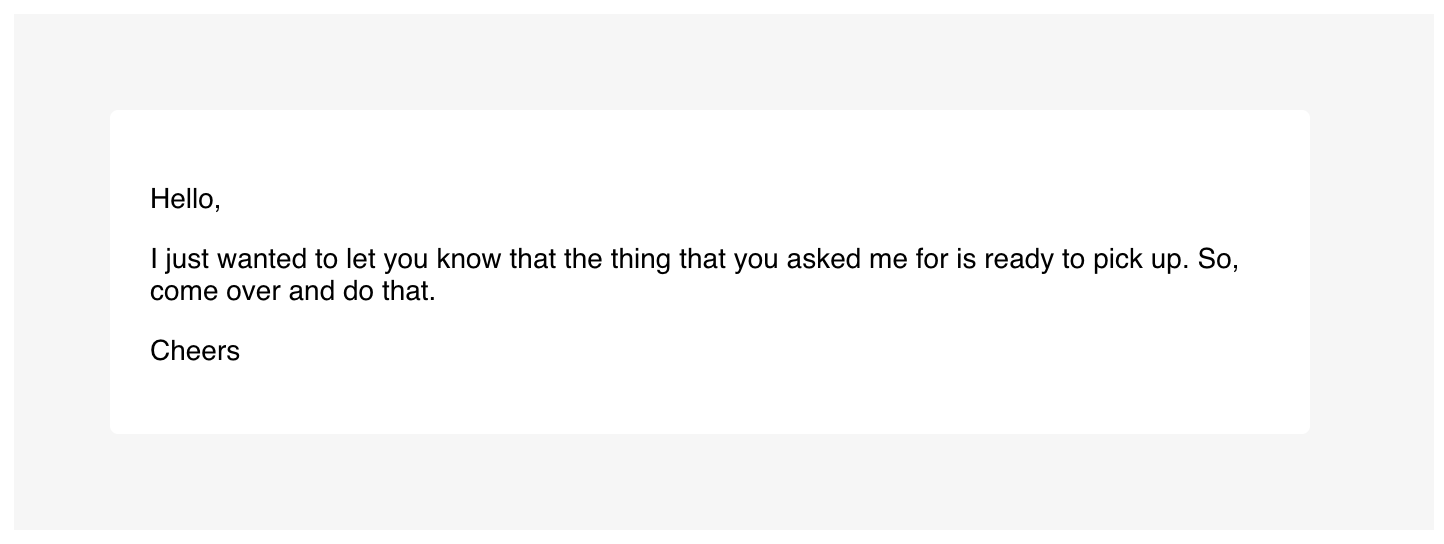 Hello,
I just wanted to let you know that the thing that you asked me for is ready to pick up. So,
come over and do that.
Cheers